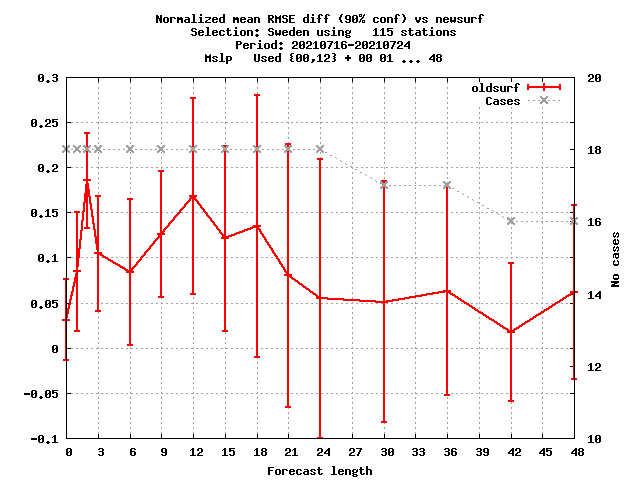 Normalized mean RMSE diff (90% conf) vs newsurf
Selection: Sweden using   115 stations
Period: 20210716-20210724
Mslp   Used {00,12} + 00 01 ... 48
oldsurf
Cases
0.3
0.25
0.2
0.15
0.1
0.05
0
-0.05
-0.1
20
18
16
14
12
10
No cases
0 3 6 9 12 15 18 21 24 27 30 33 36 39 42 45 48
Forecast length